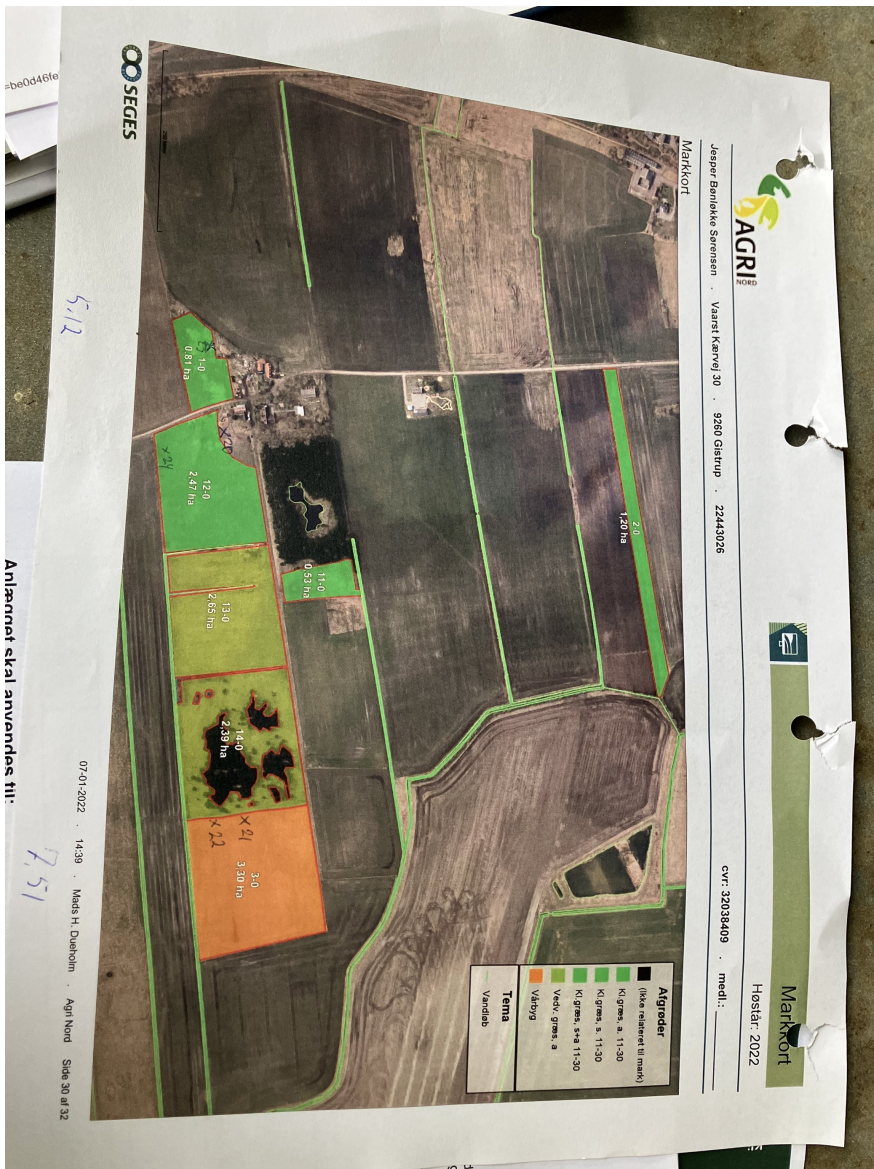 Markkort
Høstår: 2022
AGRI
NORD
cvr: 32038409 . medl.:
Jesper Bønløkke Sørensen . Vaarst Kærvej 30 . 9260 Gistrup . 22443026
Markkort
Afgrøder
(Ikke relateret til mark)
Kl.græs, a. 11-30
Kl.græs, s. 11-30
Kl.græs, s+a 11-30
Vedv. græs, a
Vårbyg
Tema
Vandløb
2-0
1,20 ha
11-0
0,53 ha
1-0
0,81 ha
x20
12-0
2,47 ha
x24
13-0
2,65 ha
14-0
2,39 ha
x21
x22
3-0
3,30 ha
SEGES
5,12
7,51
07-01-2022 . 14:39 . Mads H. Dueholm . Agri Nord Side 30 af 32
=be0d46fe
Anlægget skal anvendes til: